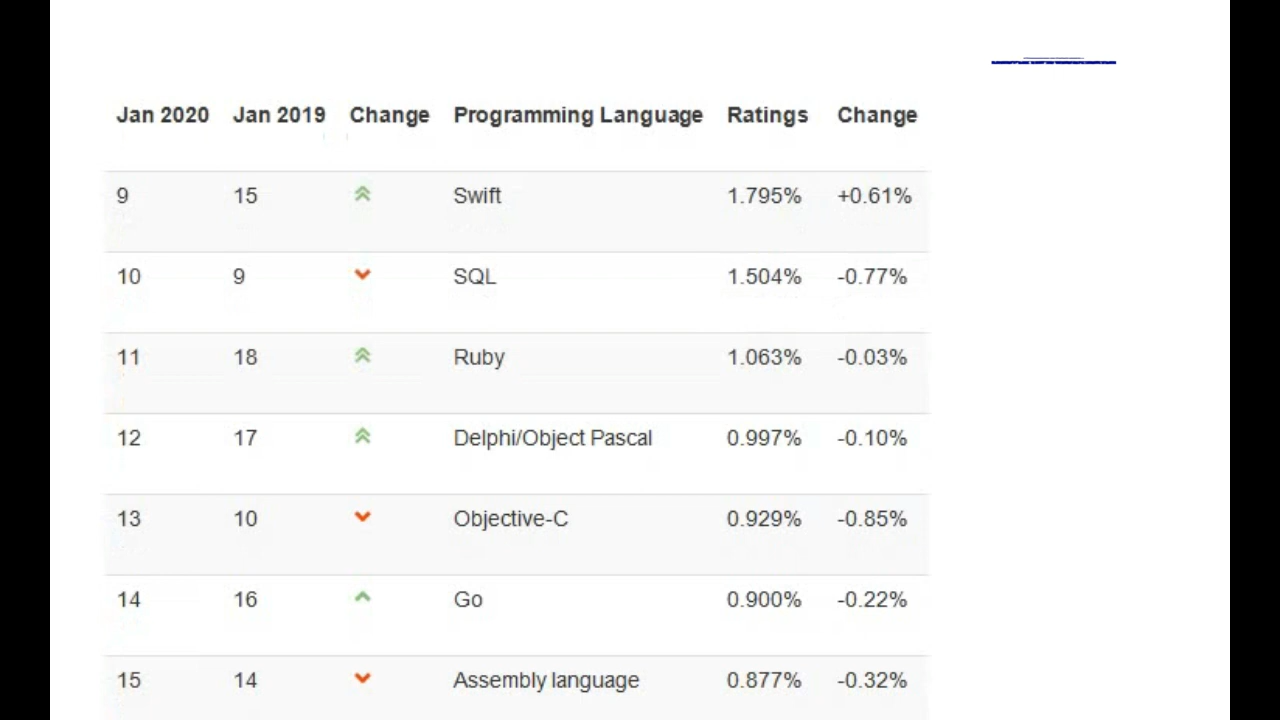 Jan 2020 Jan 2019 Change Programming Language Ratings Change
9 15 Swift 1.795% +0.61%
10 9 SQL 1.504% -0.77%
11 18 Ruby 1.063% -0.03%
12 17 Delphi/Object Pascal 0.997% -0.10%
13 10 Objective-C 0.929% -0.85%
14 16 Go 0.900% -0.22%
15 14 Assembly language 0.877% -0.32%